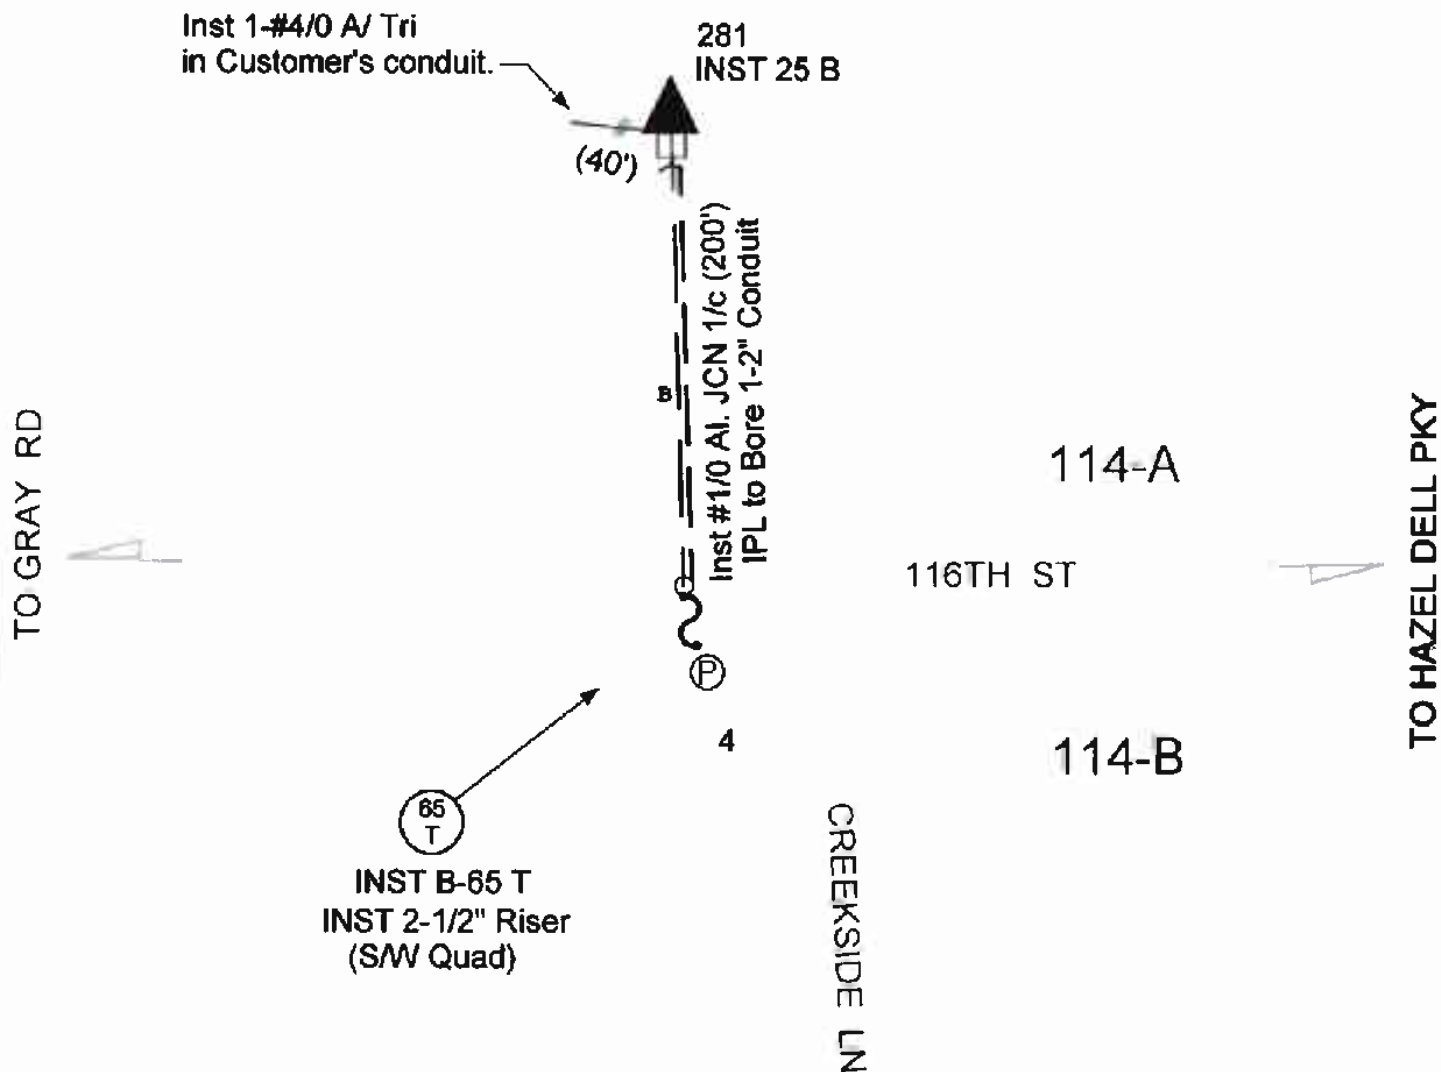 Inst 1-#4/0 A/ Tri
in Customer's conduit.
281
INST 25 B
(40')
Inst #1/0 Al. JCN 1/c (200')
IPL to Bore 1-2" Conduit
B
TO GRAY RD
114-A
116TH ST
TO HAZEL DELL PKY
P
4
114-B
65
T
INST B-65 T
INST 2-1/2" Riser
(S/W Quad)
CREEKSIDE LN